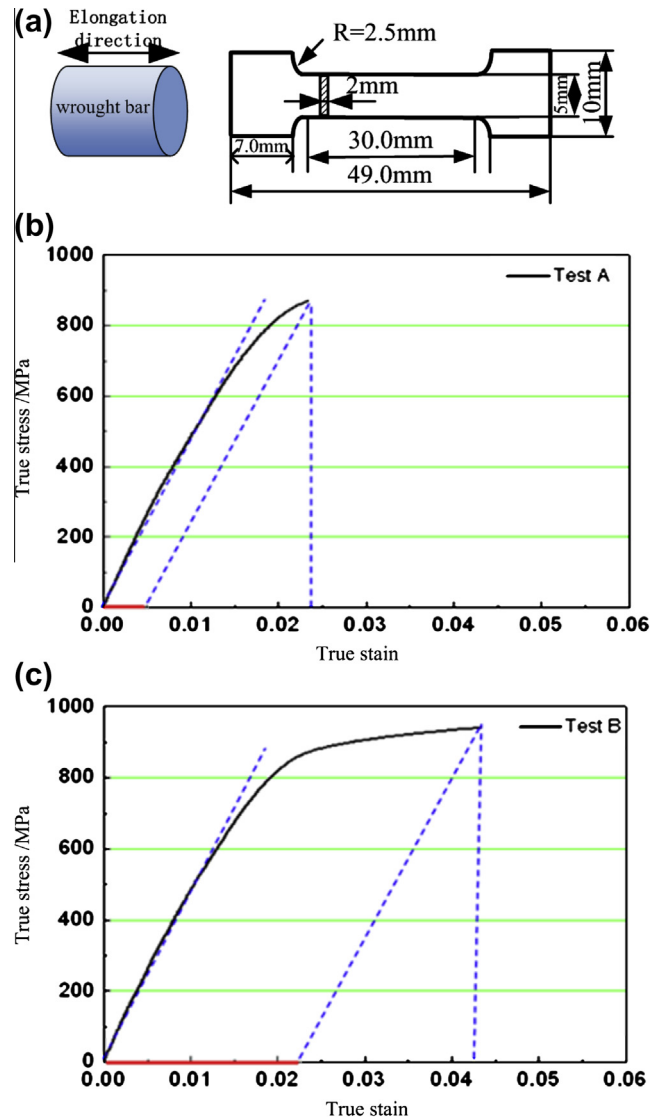 (a)
Elongation
direction
wrought bar
R=2.5mm
2mm
5mm
10mm
7.0mm
30.0mm
49.0mm
(b)
1000
800
600
400
200
0
True stress /MPa
Test A
0.00 0.01 0.02 0.03 0.04 0.05 0.06
True stain
(c)
1000
800
600
400
200
0
True stress /MPa
Test B
0.00 0.01 0.02 0.03 0.04 0.05 0.06
True stain